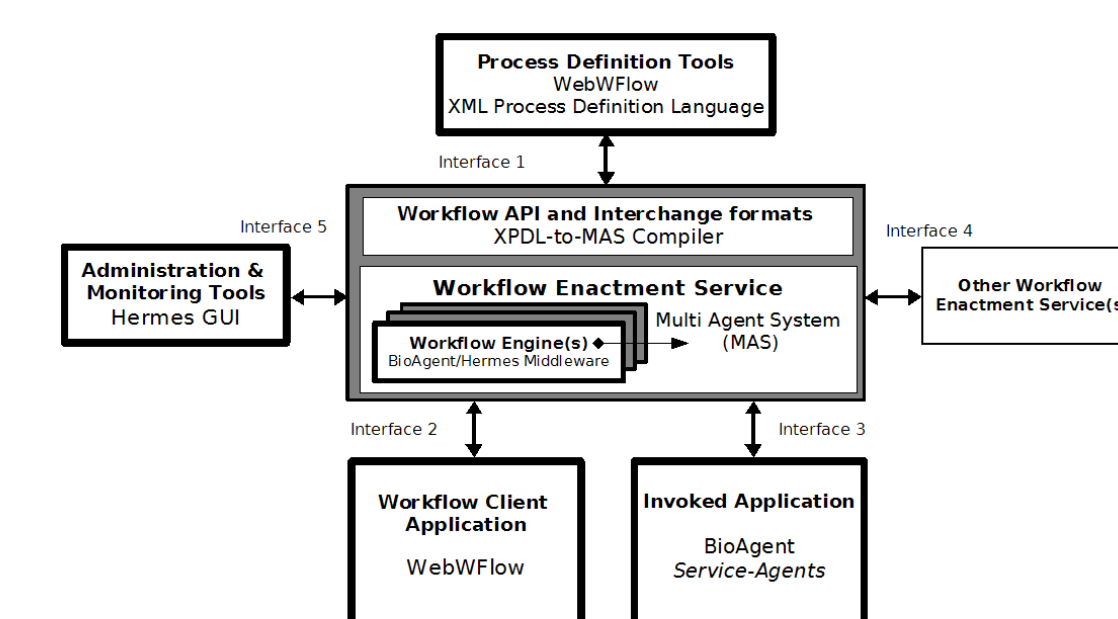 Process Definition Tools
WebWFlow
XML Process Definition Language
Interface 1
Workflow API and Interchange formats
XPDL-to-MAS Compiler
Interface 5
Interface 4
Administration &
Monitoring Tools
Hermes GUI
Workflow Enactment Service
Multi Agent System
(MAS)
Workflow Engine(s)
BioAgent/Hermes Middleware
Other Workflow
Enactment Service(s
Interface 2
Interface 3
Workflow Client
Application
WebWFlow
Invoked Application
BioAgent
Service-Agents